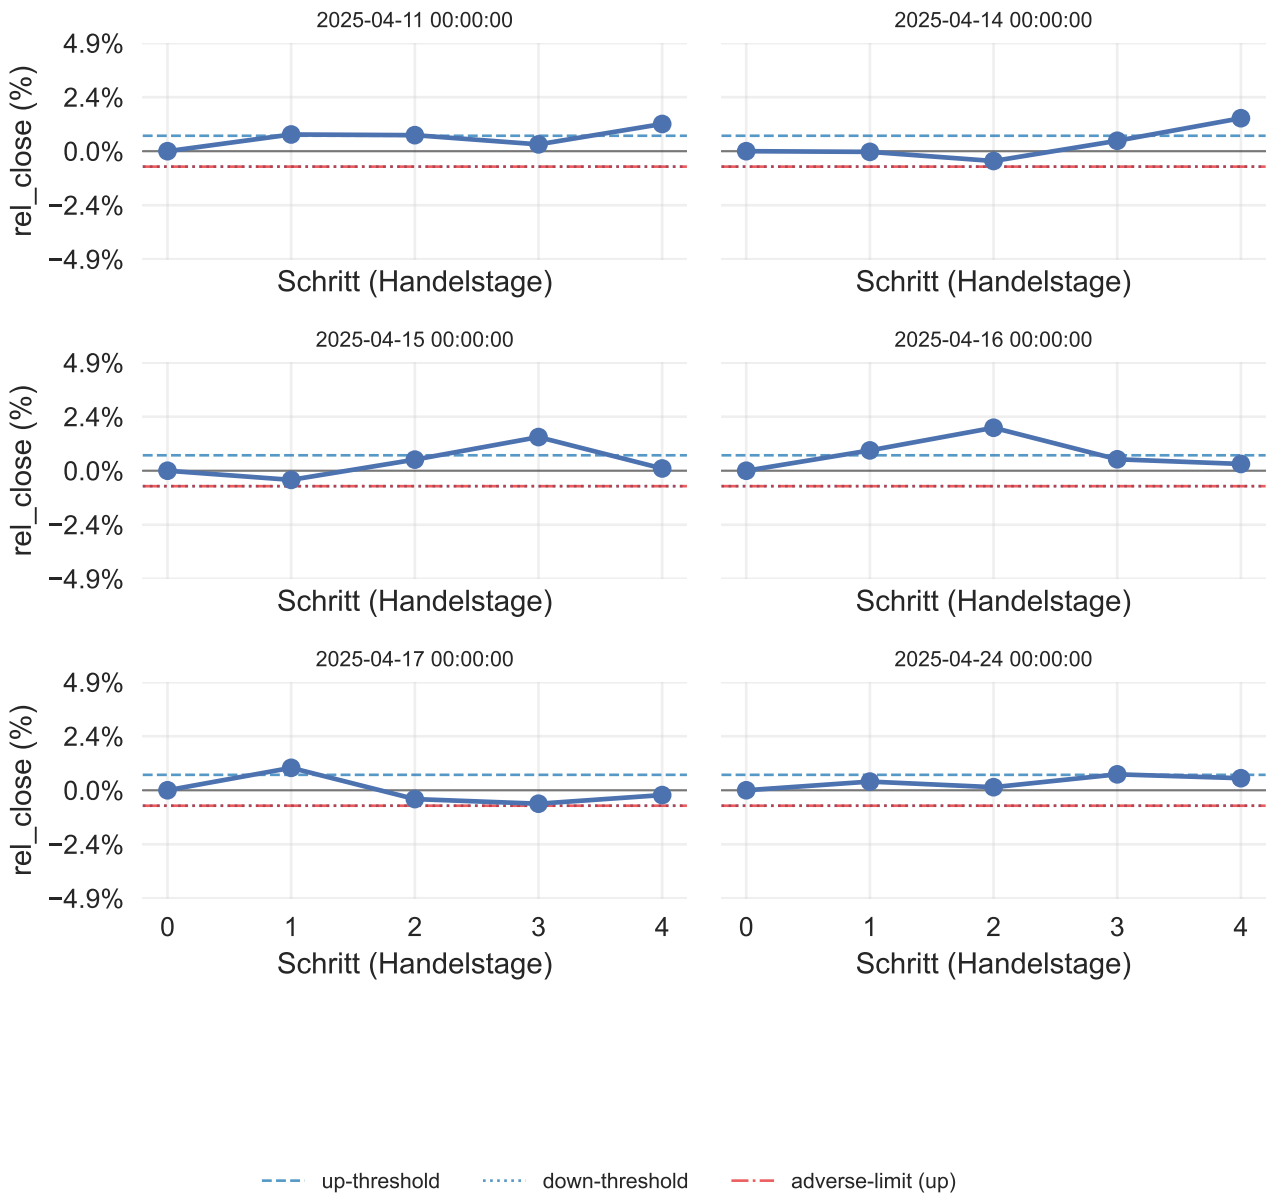 2025-04-11 00:00:00
2025-04-14 00:00:00
4.9%
2.4%
0.0%
−2.4%
−4.9%
rel_close (%)
Schritt (Handelstage)
Schritt (Handelstage)
2025-04-15 00:00:00
2025-04-16 00:00:00
4.9%
2.4%
0.0%
−2.4%
−4.9%
rel_close (%)
Schritt (Handelstage)
Schritt (Handelstage)
2025-04-17 00:00:00
2025-04-24 00:00:00
4.9%
2.4%
0.0%
−2.4%
−4.9%
rel_close (%)
0 1 2 3 4
0 1 2 3 4
Schritt (Handelstage)
Schritt (Handelstage)
up-threshold down-threshold adverse-limit (up)